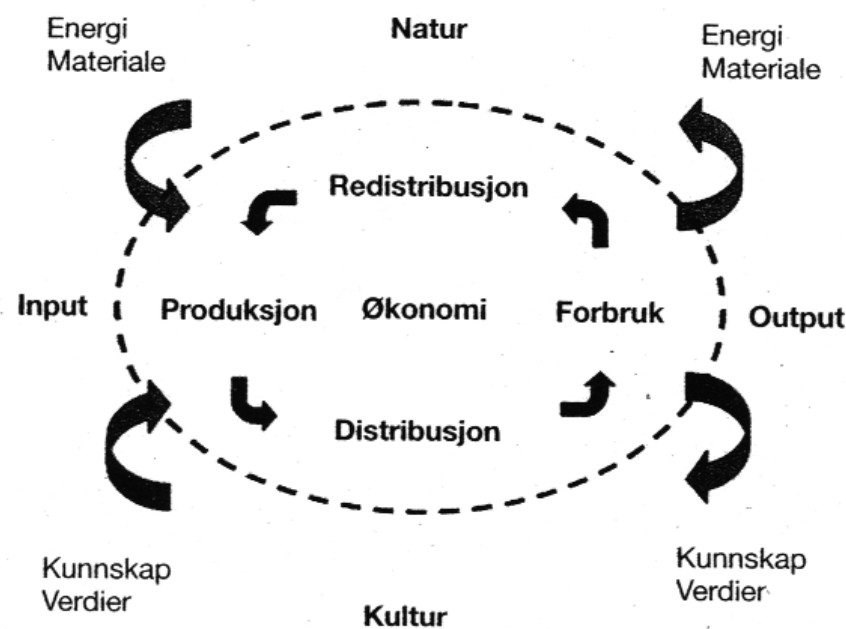 Energi
Materiale
Natur
Energi
Materiale
Redistribusjon
Input
Produksjon
Økonomi
Forbruk
Output
Distribusjon
Kunnskap
Verdier
Kultur
Kunnskap
Verdier